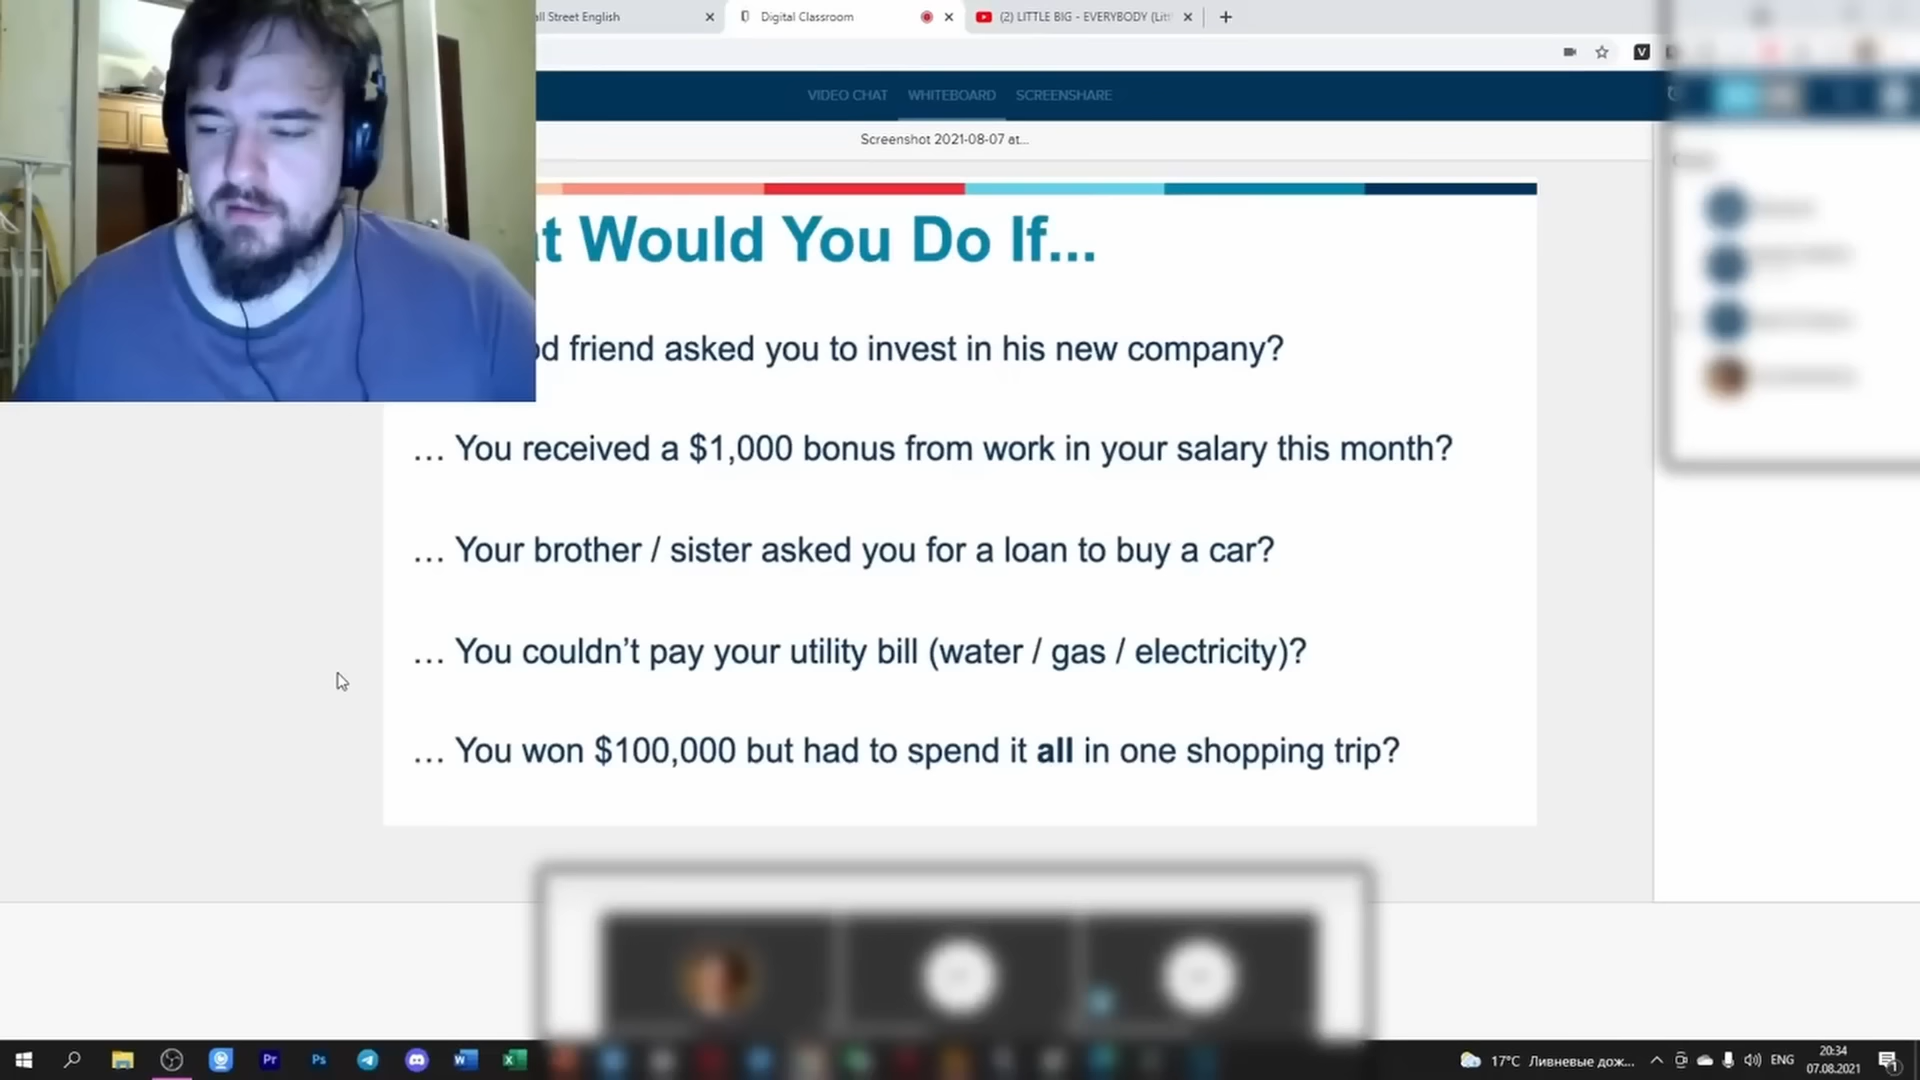 all Street English
Digital Classroom
(2) LITTLE BIG - EVERYBODY (Litt
VIDEO CHAT
WHITEBOARD
SCREENSHARE
Screenshot 2021-08-07 at...
t Would You Do If...
od friend asked you to invest in his new company?
... You received a $1,000 bonus from work in your salary this month?
... Your brother / sister asked you for a loan to buy a car?
... You couldn't pay your utility bill (water / gas / electricity)?
... You won $100,000 but had to spend it all in one shopping trip?
17°C Ливневые дож...
ENG
20:34
07.08.2021